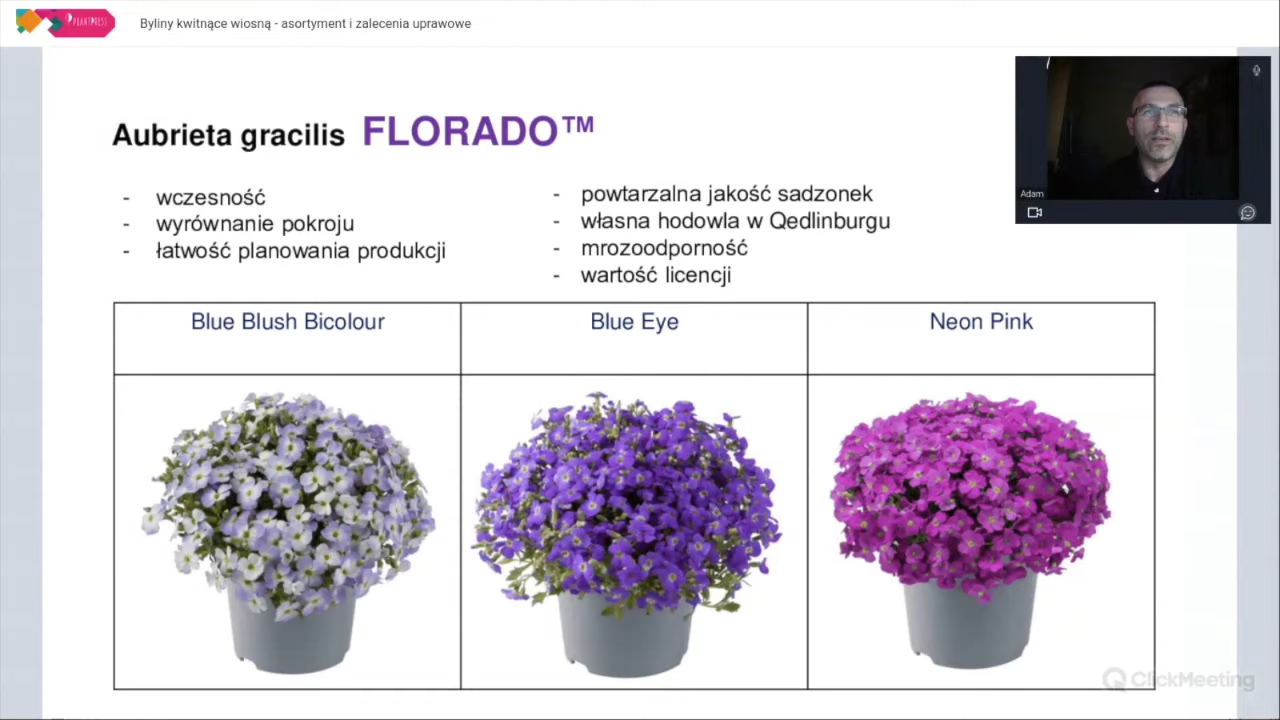 PLANTPRESS
Byliny kwitnące wiosną - asortyment i zalecenia uprawowe
Adam
Aubrieta gracilis FLORADO™
- wczesność
- wyrównanie pokroju
- łatwość planowania produkcji
- powtarzalna jakość sadzonek
- własna hodowla w Qedlinburgu
- mrozoodporność
- wartość licencji
Blue Blush Bicolour
Blue Eye
Neon Pink
ClickMeeting